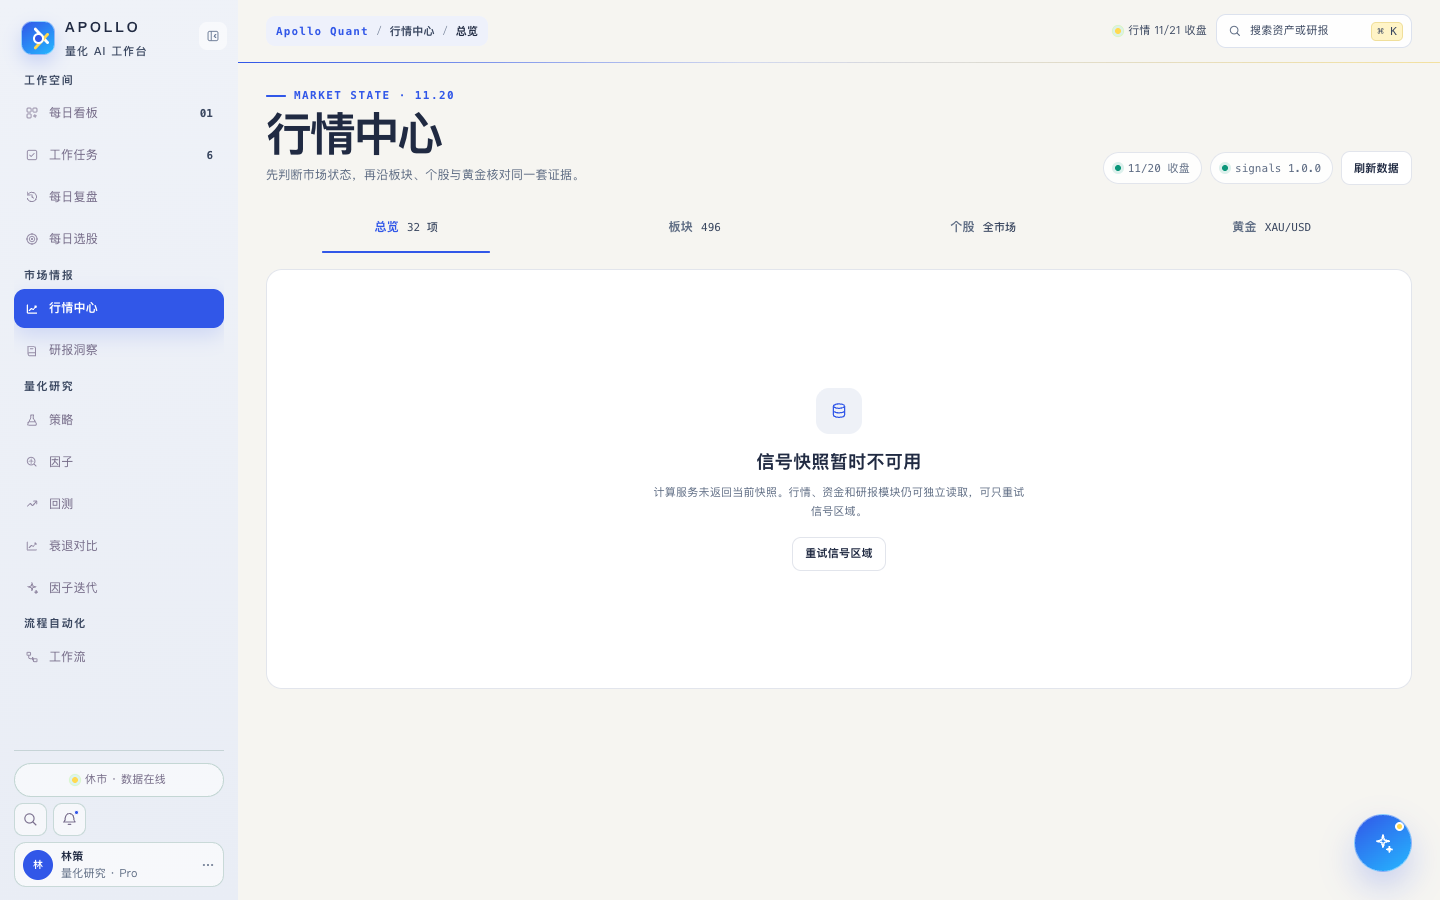 APOLLO
量化 AI 工作台
工作空间
每日看板 01
工作任务 6
每日复盘
每日选股
市场情报
行情中心
研报洞察
量化研究
策略
因子
回测
衰退对比
因子迭代
流程自动化
工作流
休市 · 数据在线
林 林策
量化研究 · Pro
Apollo Quant / 行情中心 / 总览
行情 11/21 收盘
搜索资产或研报 ⌘ K
MARKET STATE · 11.20
行情中心
先判断市场状态，再沿板块、个股与黄金核对同一套证据。
11/20 收盘
signals 1.0.0
刷新数据
总览 32 项
板块 496
个股 全市场
黄金 XAU/USD
信号快照暂时不可用
计算服务未返回当前快照。行情、资金和研报模块仍可独立读取，可只重试
信号区域。
重试信号区域